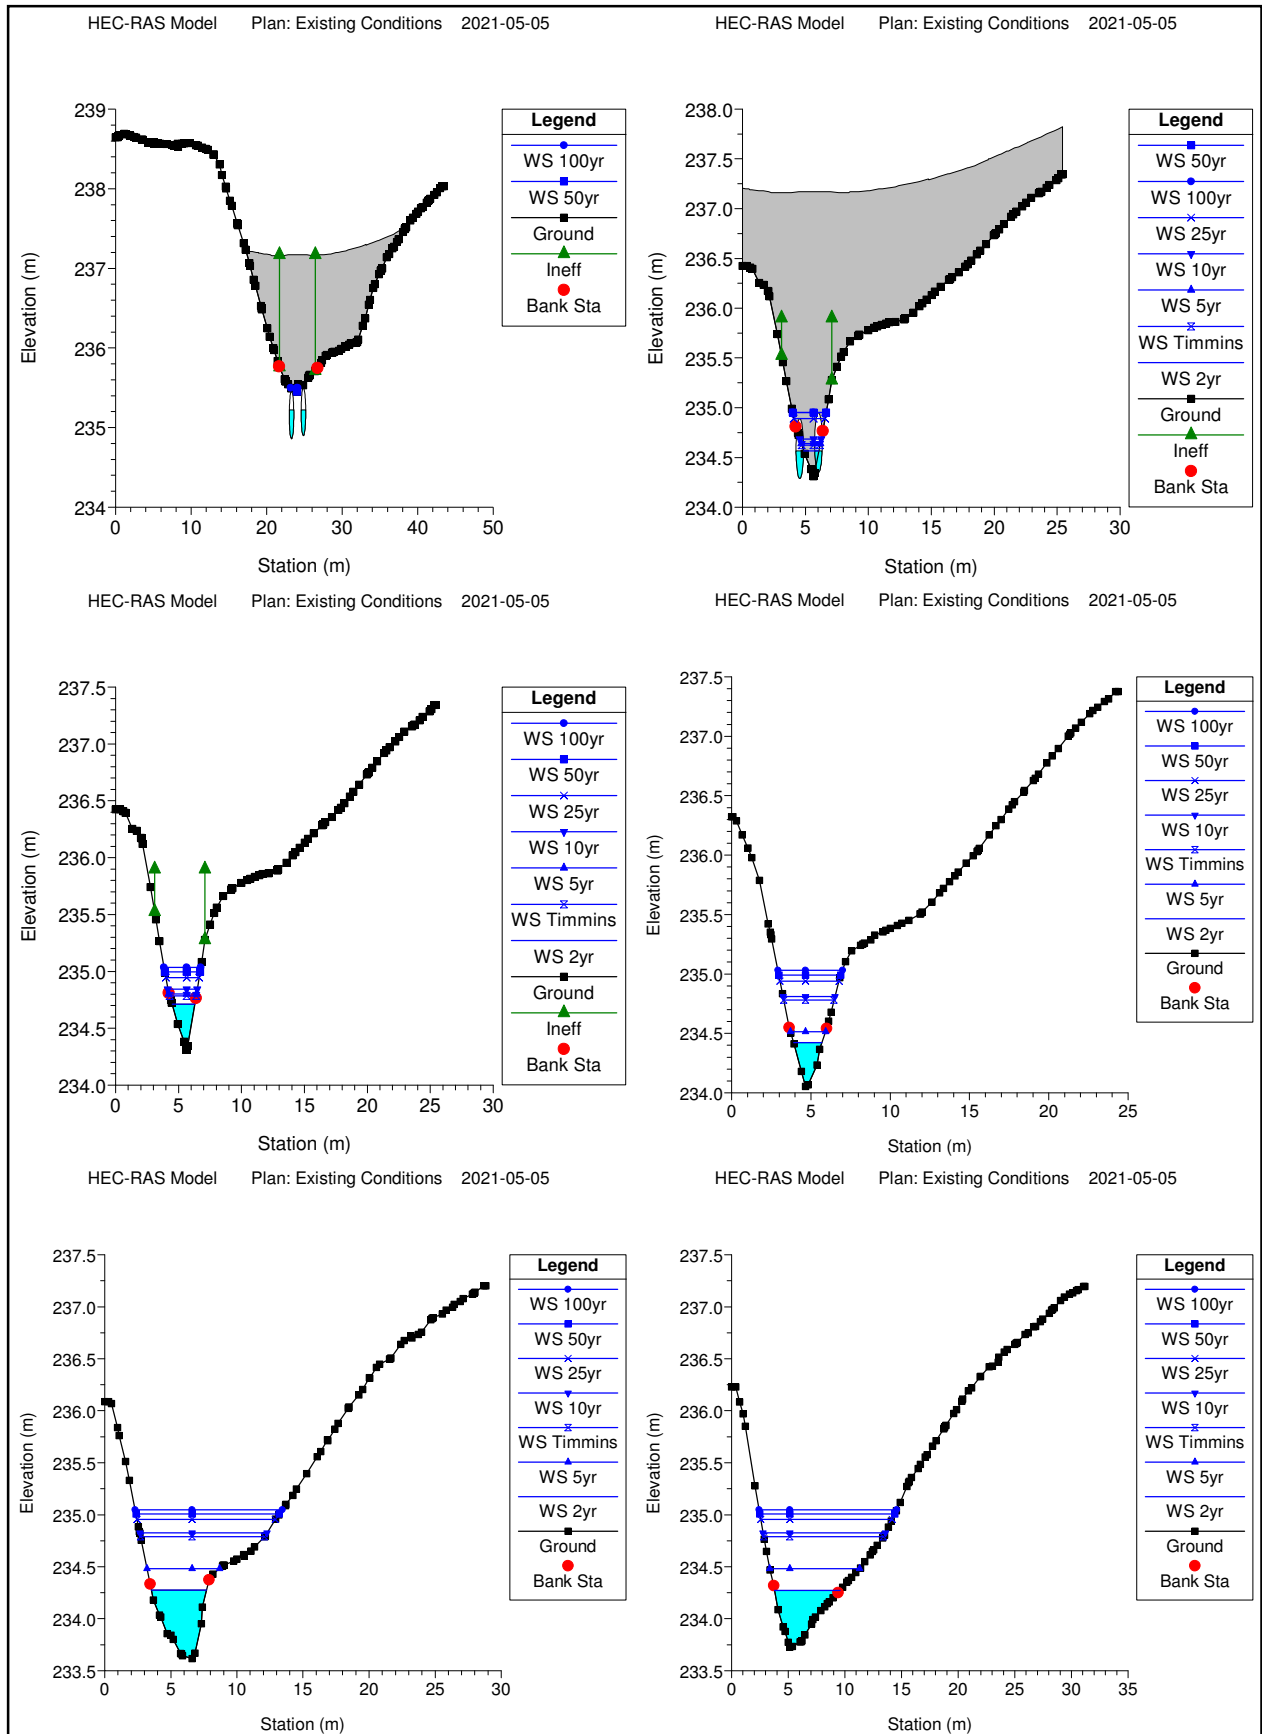 HEC-RAS Model Plan: Existing Conditions 2021-05-05
239
238
237
236
235
234
Elevation (m)
0 10 20 30 40 50
Station (m)
Legend
WS 100yr
WS 50yr
Ground
Ineff
Bank Sta
HEC-RAS Model Plan: Existing Conditions 2021-05-05
238.0
237.5
237.0
236.5
236.0
235.5
235.0
234.5
234.0
Elevation (m)
0 5 10 15 20 25 30
Station (m)
Legend
WS 50yr
WS 100yr
WS 25yr
WS 10yr
WS 5yr
WS Timmins
WS 2yr
Ground
Ineff
Bank Sta
HEC-RAS Model Plan: Existing Conditions 2021-05-05
237.5
237.0
236.5
236.0
235.5
235.0
234.5
234.0
Elevation (m)
0 5 10 15 20 25 30
Station (m)
Legend
WS 100yr
WS 50yr
WS 25yr
WS 10yr
WS 5yr
WS Timmins
WS 2yr
Ground
Ineff
Bank Sta
HEC-RAS Model Plan: Existing Conditions 2021-05-05
237.5
237.0
236.5
236.0
235.5
235.0
234.5
234.0
Elevation (m)
0 5 10 15 20 25
Station (m)
Legend
WS 100yr
WS 50yr
WS 25yr
WS 10yr
WS Timmins
WS 5yr
WS 2yr
Ground
Bank Sta
HEC-RAS Model Plan: Existing Conditions 2021-05-05
237.5
237.0
236.5
236.0
235.5
235.0
234.5
234.0
233.5
Elevation (m)
0 5 10 15 20 25 30
Station (m)
Legend
WS 100yr
WS 50yr
WS 25yr
WS 10yr
WS Timmins
WS 5yr
WS 2yr
Ground
Bank Sta
HEC-RAS Model Plan: Existing Conditions 2021-05-05
237.5
237.0
236.5
236.0
235.5
235.0
234.5
234.0
233.5
Elevation (m)
0 5 10 15 20 25 30 35
Station (m)
Legend
WS 100yr
WS 50yr
WS 25yr
WS 10yr
WS Timmins
WS 5yr
WS 2yr
Ground
Bank Sta